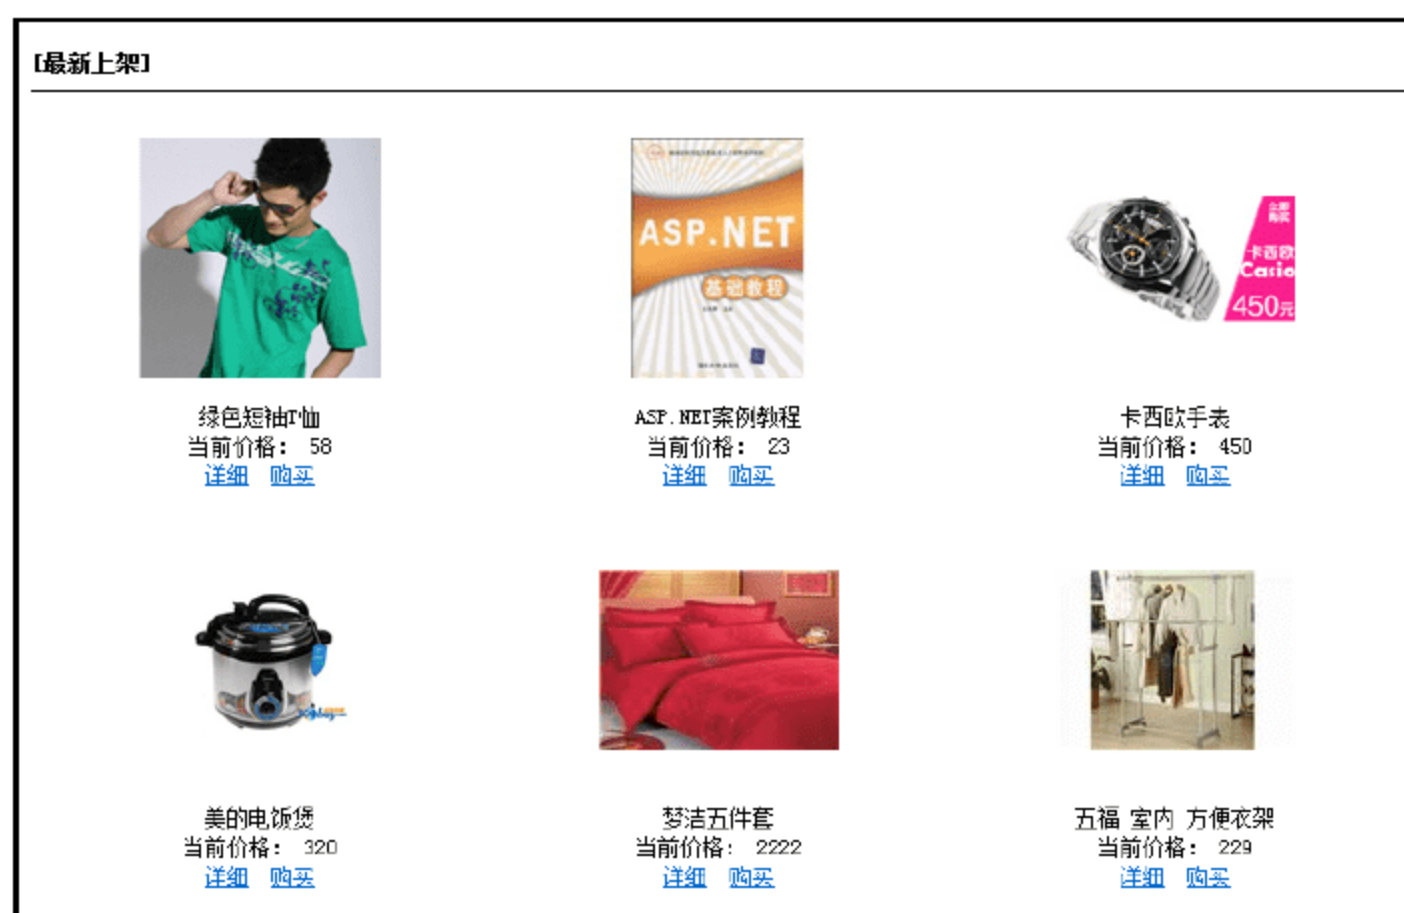 [最新上架]
ASP.NET
基础教程
立即
购买
卡西欧
Casio
450元
绿色短袖T恤
当前价格： 58
详细 购买
ASP.NET案例教程
当前价格： 23
详细 购买
卡西欧手表
当前价格： 450
详细 购买
美的电饭煲
当前价格： 320
详细 购买
梦洁五件套
当前价格： 2222
详细 购买
五福 室内 方便衣架
当前价格： 229
详细 购买